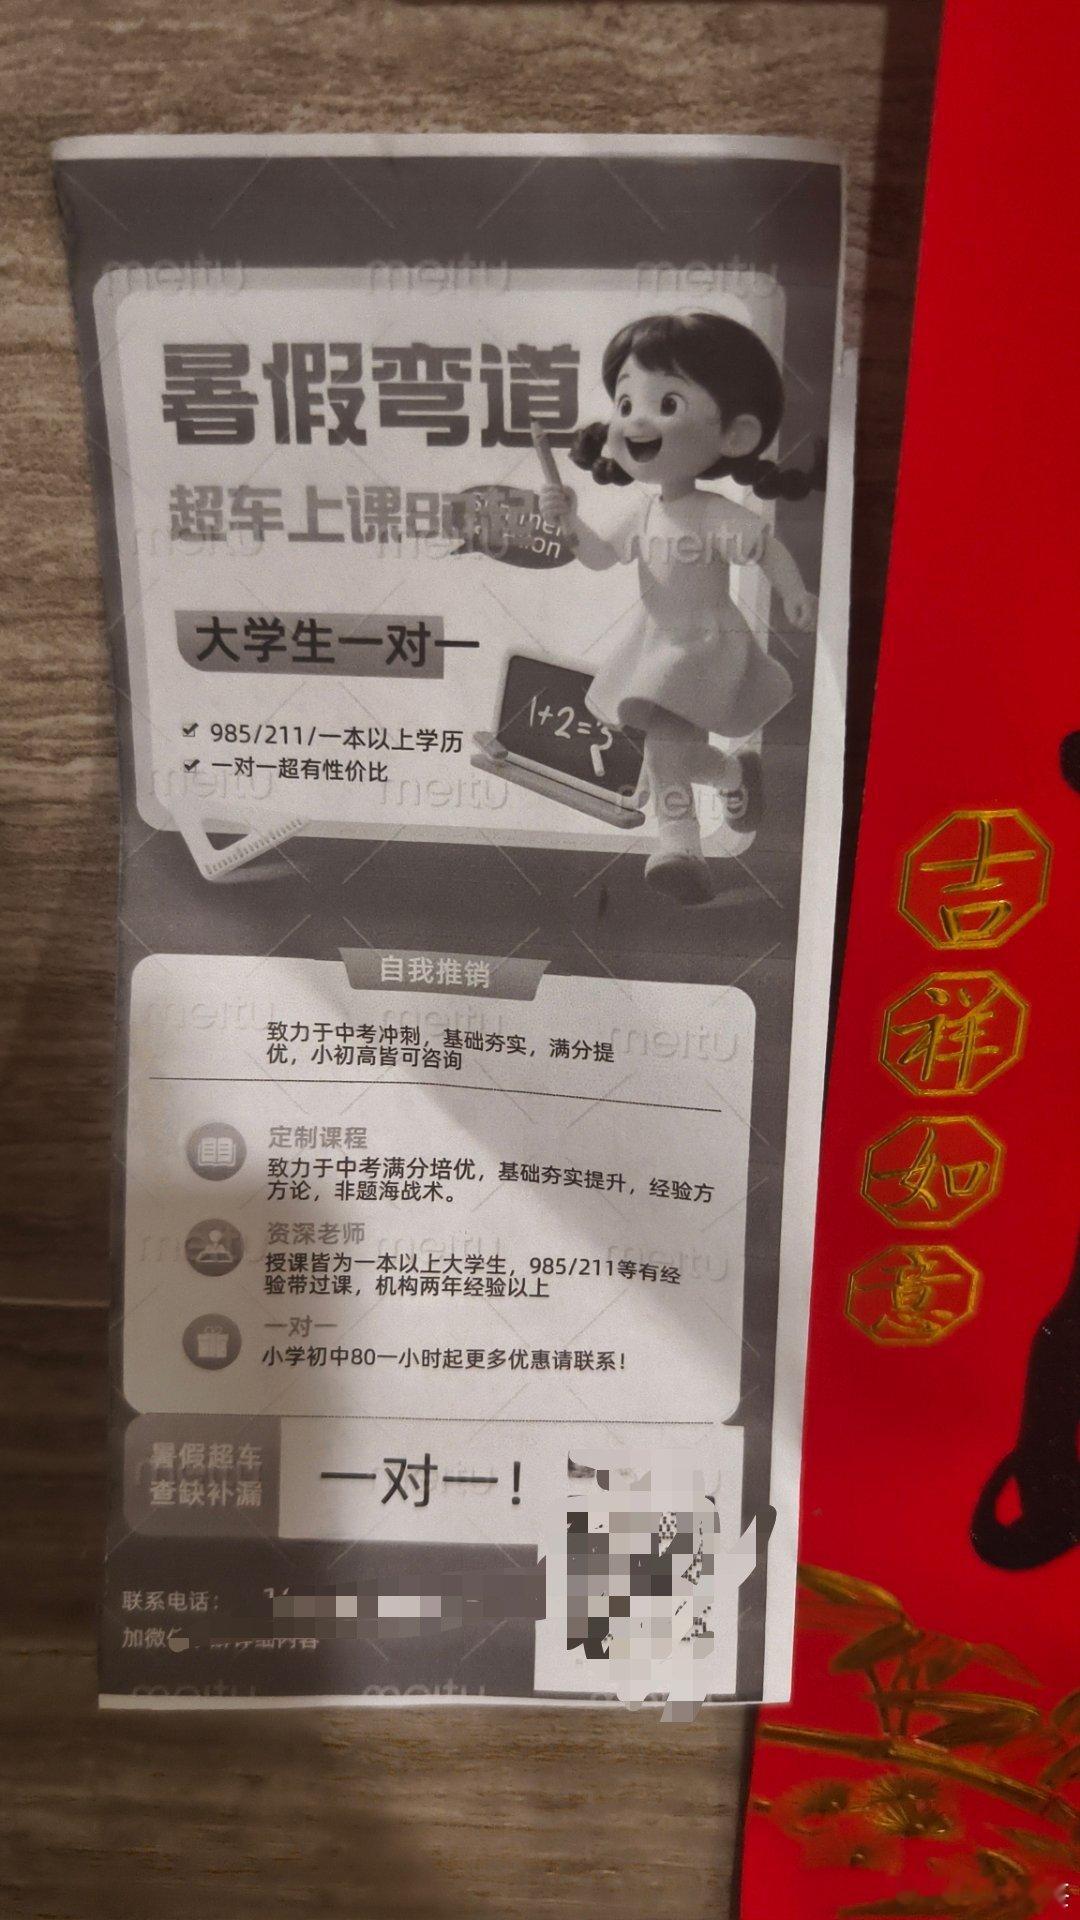 暑假弯道
超车上课时
大学生一对一
985/211/一本以上学历
一对一超有性价比
1+2=?
自我推销
致力于中考冲刺，基础夯实，满分提
优，小初高皆可咨询
定制课程
致力于中考满分培优，基础夯实提升，经验方
方论，非题海战术。
资深老师
授课皆为一本以上大学生，985/211等有经
验带过课，机构两年经验以上
一对一
小学初中80一小时起更多优惠请联系！
暑假超车
查缺补漏
一对一！
联系电话：
加微
meitu
吉
祥
如
意